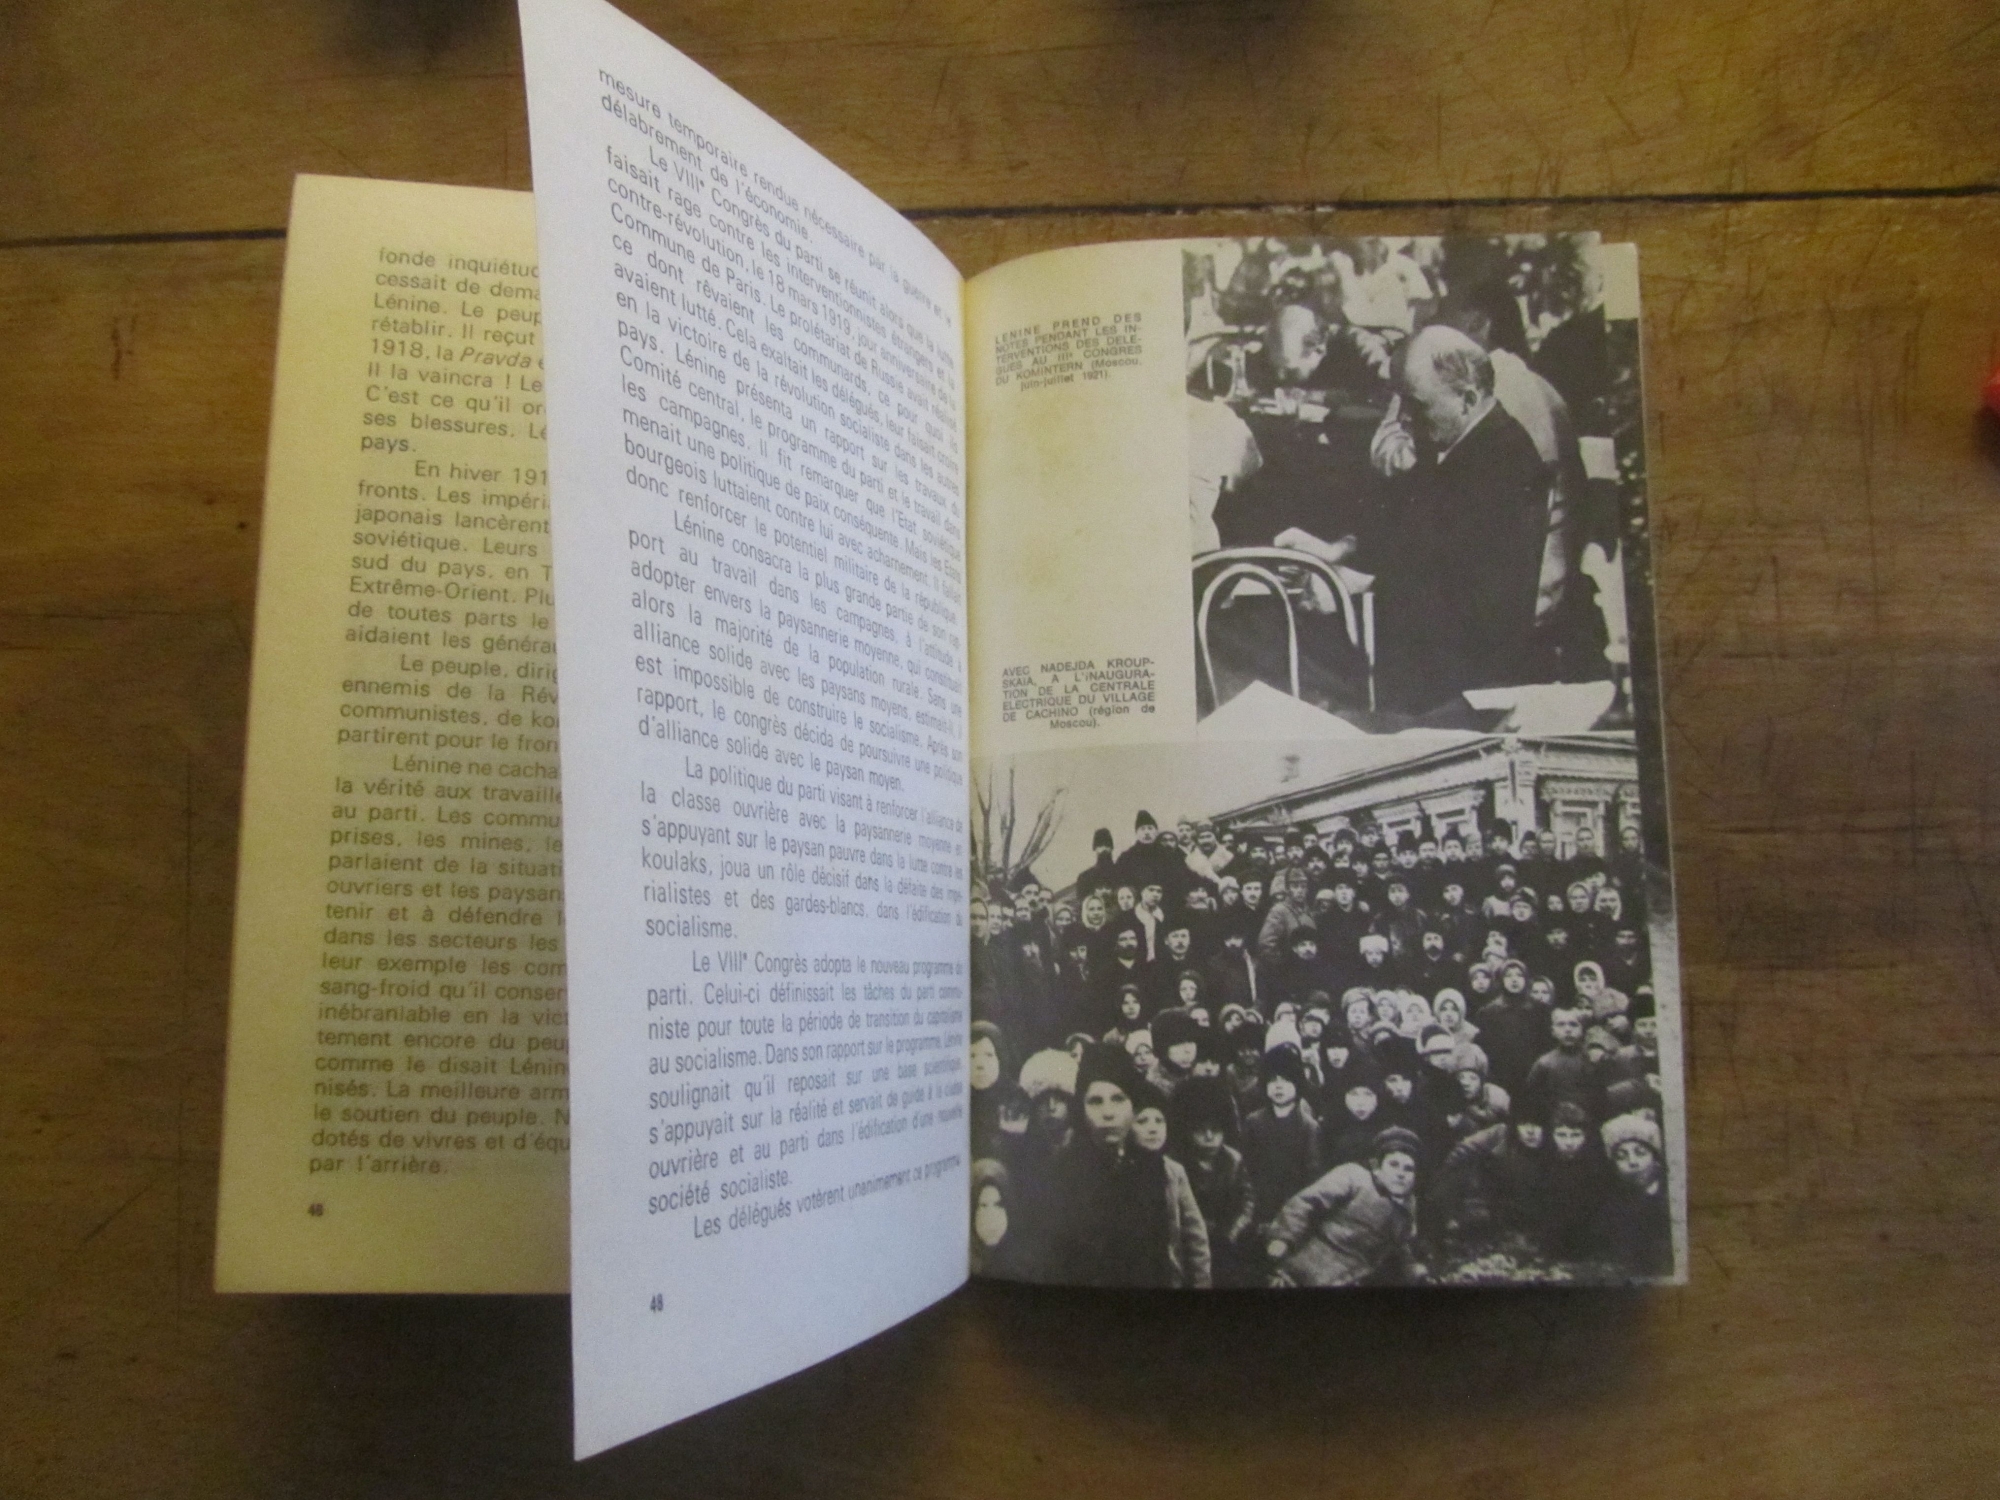 fonde inquiétud
cessait de dema
Lénine. Le peup
rétablir. Il reçut
1918, la Pravda
Il la vaincra ! Le
C'est ce qu'il or
ses blessures. Lé
pays.
En hiver 191
fronts. Les impéri
japonais lancèrent
soviétique. Leurs
sud du pays, en T
Extrême-Orient. Plu
de toutes parts le
aidaient les généra
Le peuple, dirig
ennemis de la Rév
communistes, de ko
partirent pour le fron
Lénine ne cacha
la vérité aux travaille
au parti. Les commu
prises, les mines, le
parlaient de la situati
ouvriers et les paysan
tenir et à défendre l
dans les secteurs les
leur exemple les com
sang-froid qu'il conser
inébranlable en la vict
tement encore du peup
comme le disait Lénin
nisés. La meilleure arm
le soutien du peuple. N
dotés de vivres et d'équ
par l'arrière.
46
mesure temporaire rendue nécessaire par la guerre et le
délabrement de l'économie.
Le VIIIe Congrès du parti se réunit alors que la lutte
faisait rage contre les interventionnistes étrangers et la
contre-révolution, le 18 mars 1919, jour anniversaire de la
Commune de Paris. Le prolétariat de Russie avait réalisé
ce dont rêvaient les communards, ce pour quoi ils
avaient lutté. Cela exaltait les délégués, leur faisait croire
en la victoire de la révolution socialiste dans les autres
pays. Lénine présenta un rapport sur les travaux du
Comité central, le programme du parti et le travail dans
les campagnes. Il fit remarquer que l'Etat soviétique
menait une politique de paix conséquente. Mais les Etats
bourgeois luttaient contre lui avec acharnement. Il fallait
donc renforcer le potentiel militaire de la république.
Lénine consacra la plus grande partie de son rap-
port au travail dans les campagnes, à l'attitude à
adopter envers la paysannerie moyenne, qui constituait
alors la majorité de la population rurale. Sans une
alliance solide avec les paysans moyens, estimait-il, il
est impossible de construire le socialisme. Après son
rapport, le congrès décida de poursuivre une politique
d'alliance solide avec le paysan moyen.
La politique du parti visant à renforcer l'alliance de
la classe ouvrière avec la paysannerie moyenne en
s'appuyant sur le paysan pauvre dans la lutte contre les
koulaks, joua un rôle décisif dans la défaite des impé-
rialistes et des gardes-blancs, dans l'édification du
socialisme.
Le VIIIe Congrès adopta le nouveau programme du
parti. Celui-ci définissait les tâches du parti commu-
niste pour toute la période de transition du capitalisme
au socialisme. Dans son rapport sur le programme, Lénine
soulignait qu'il reposait sur une base scientifique,
s'appuyait sur la réalité et servait de guide à la classe
ouvrière et au parti dans l'édification d'une nouvelle
société socialiste.
Les délégués votèrent unanimement ce programme
48
LENINE PREND DES
NOTES PENDANT LES IN-
TERVENTIONS DES DELE-
GUES AU IIIe CONGRES
DU KOMINTERN (Moscou,
juin-juillet 1921).
AVEC NADEJDA KROUP-
SKAIA, A L'INAUGURA-
TION DE LA CENTRALE
ELECTRIQUE DU VILLAGE
DE CACHINO (région de
Moscou).